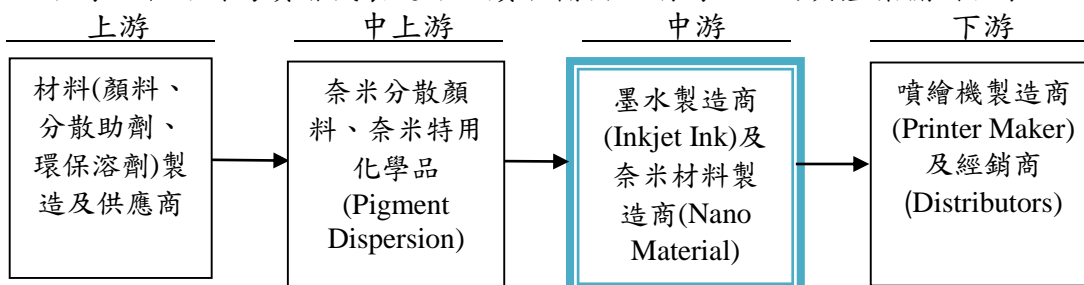 上游
中上游
中游
下游
材料(顏料、
分散助劑、
環保溶劑)製
造及供應商
奈米分散顏
料、奈米特用
化學品
(Pigment
Dispersion)
墨水製造商
(Inkjet Ink)及
奈米材料製
造商(Nano
Material)
噴繪機製造商
(Printer Maker)
及經銷商
(Distributors)